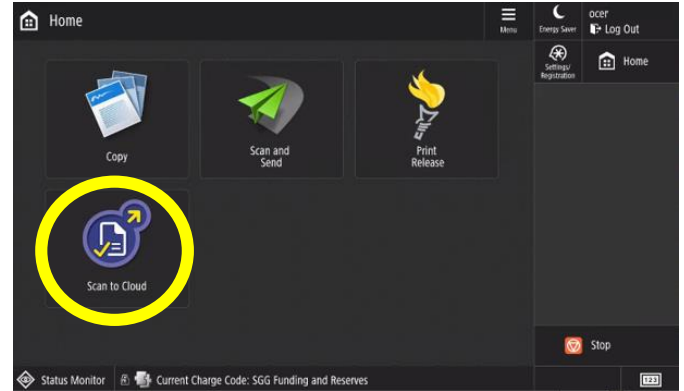 Home
Menu
Energy Saver
ocer
Log Out
Settings/
Registration
Home
Copy
Scan and
Send
Print
Release
Scan to Cloud
Stop
Status Monitor
Current Charge Code: SGG Funding and Reserves
123